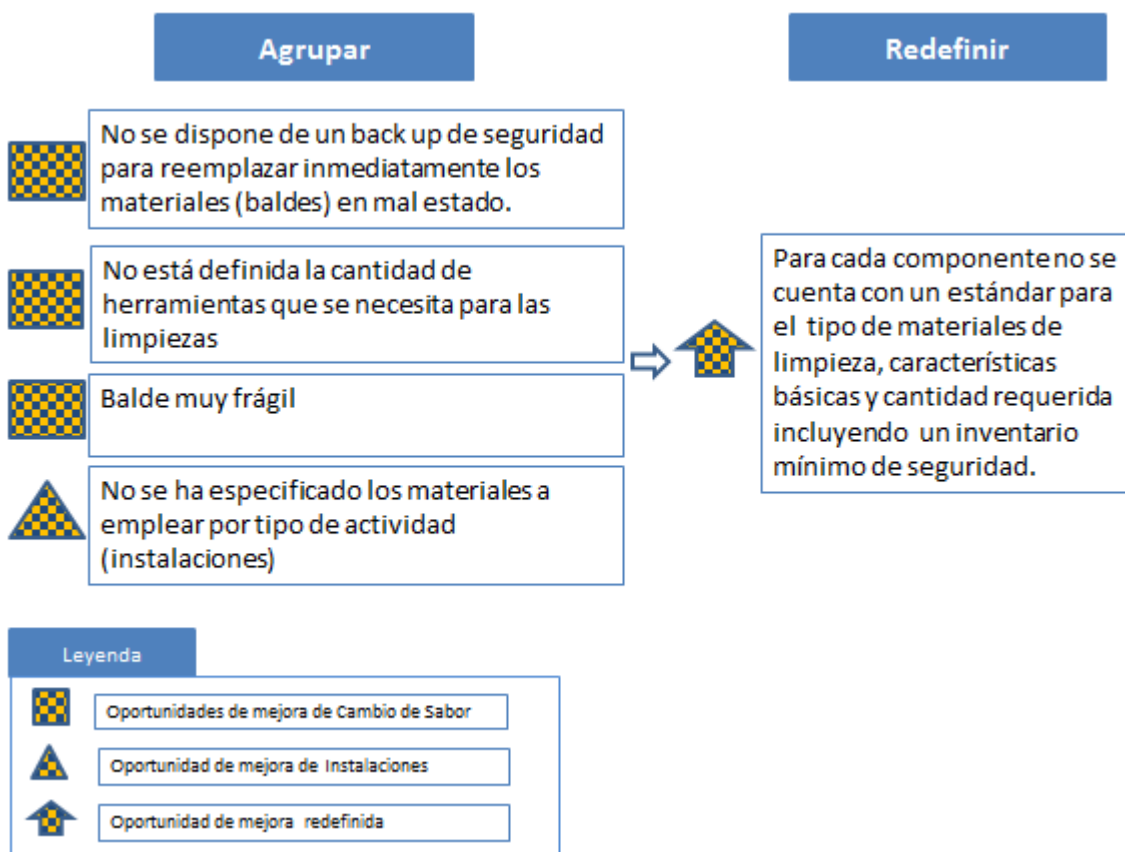 Agrupar
Redefinir
No se dispone de un back up de seguridad
para reemplazar inmediatamente los
materiales (baldes) en mal estado.
No está definida la cantidad de
herramientas que se necesita para las
limpiezas
Balde muy frágil
No se ha especificado los materiales a
emplear por tipo de actividad
(instalaciones)
Para cada componente no se
cuenta con un estándar para
el tipo de materiales de
limpieza, características
básicas y cantidad requerida
incluyendo un inventario
mínimo de seguridad.
Leyenda
Oportunidades de mejora de Cambio de Sabor
Oportunidad de mejora de Instalaciones
Oportunidad de mejora redefinida